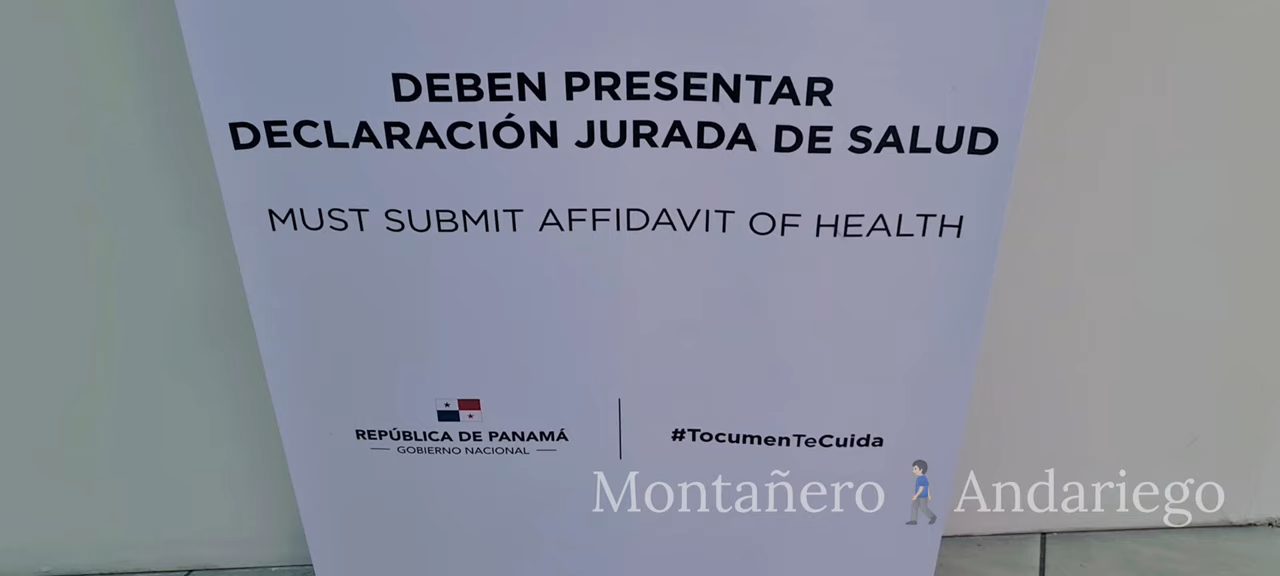 DEBEN PRESENTAR
DECLARACIÓN JURADA DE SALUD
MUST SUBMIT AFFIDAVIT OF HEALTH
REPÚBLICA DE PANAMÁ
GOBIERNO NACIONAL
#TocumenTeCuida
Montañero Andariego